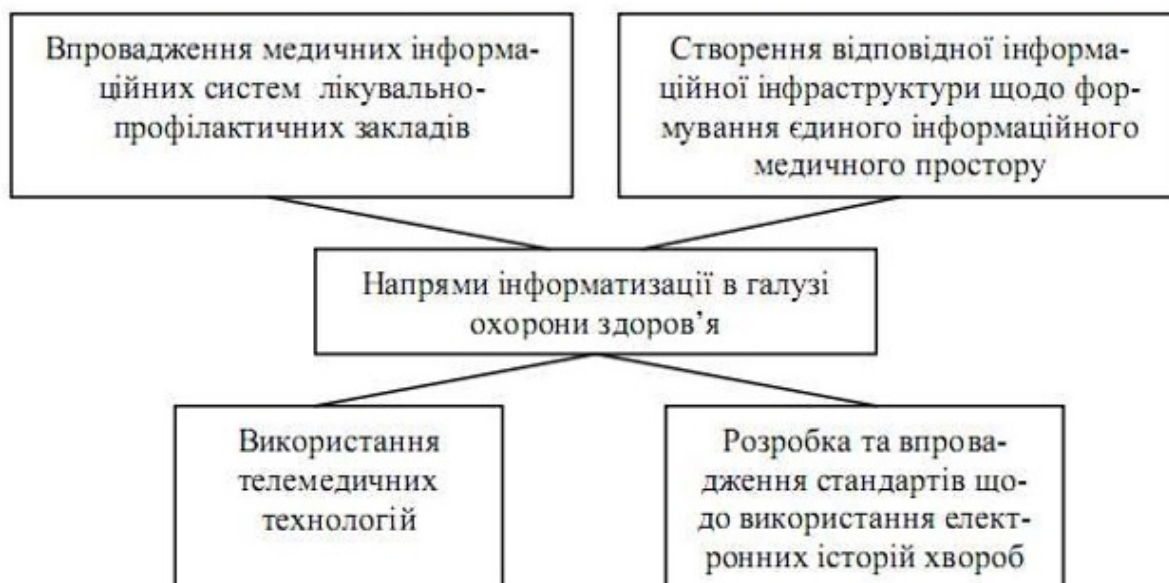 Впровадження медичних інформа-
ційних систем лікувально-
профілактичних закладів
Створення відповідної інформа-
ційної інфраструктури щодо фор-
мування єдиного інформаційного
медичного простору
Напрями інформатизації в галузі
охорони здоров’я
Використання
телемедичних
технологій
Розробка та впрова-
дження стандартів що-
до використання елект-
ронних історій хвороб